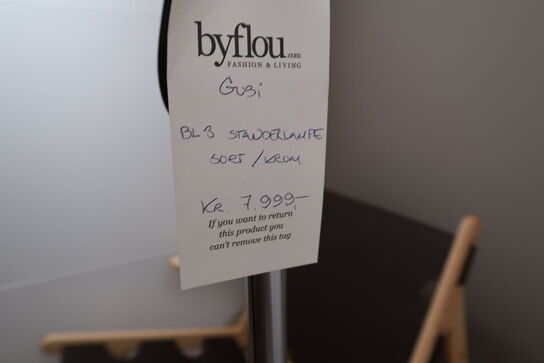 byflou.com
FASHION & LIVING
GUBi
BL3 STANDERLAMPE
SORT /KROM
KR. 7.999,-
If you want to return
this product you
can't remove this tag